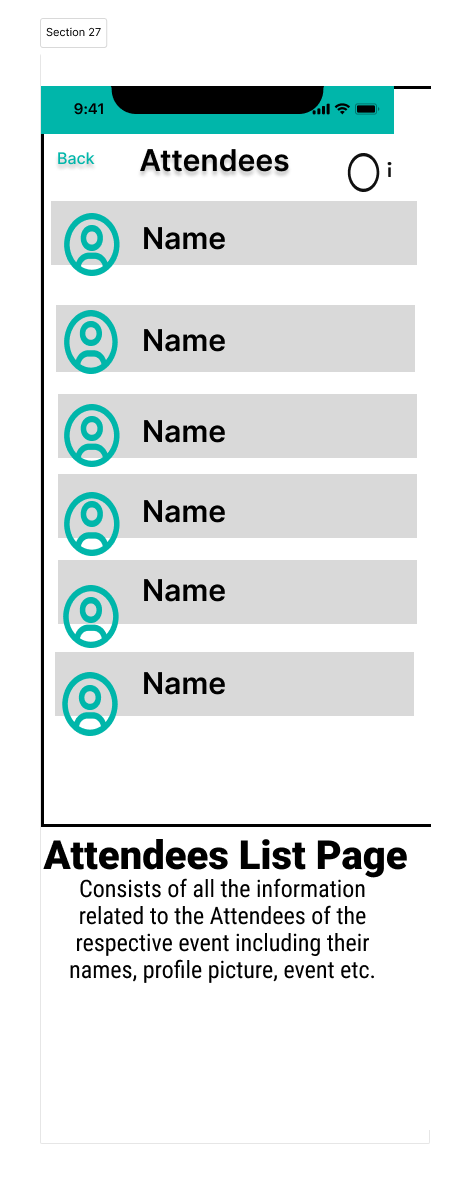 Section 27
9:41
Back
Attendees
i
Name
Name
Name
Name
Name
Name
Attendees List Page
Consists of all the information
related to the Attendees of the
respective event including their
names, profile picture, event etc.